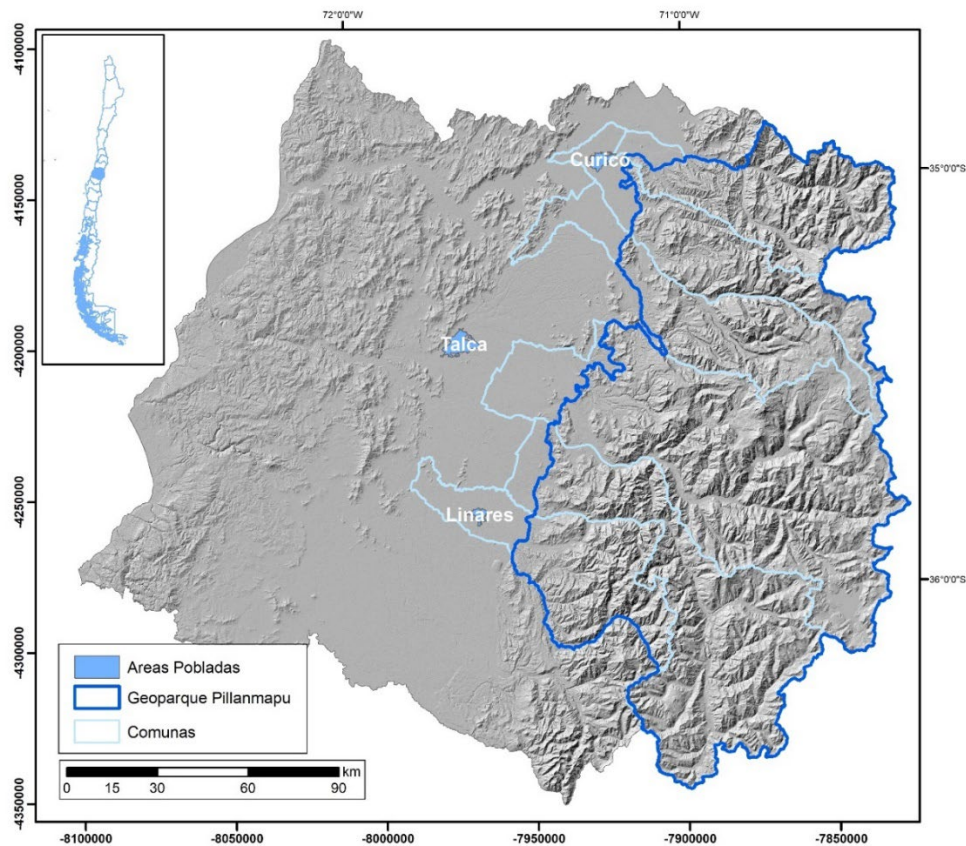 72°0'0"W
71°0'0"W
-4100000
35°0'0"S
Curicó
-4150000
Talca
-4200000
Linares
-4250000
36°0'0"S
-4300000
Areas Pobladas
Geoparque Pillanmapu
Comunas
km
0 15 30 60 90
-4350000
-8100000 -8050000 -8000000 -7950000 -7900000 -7850000